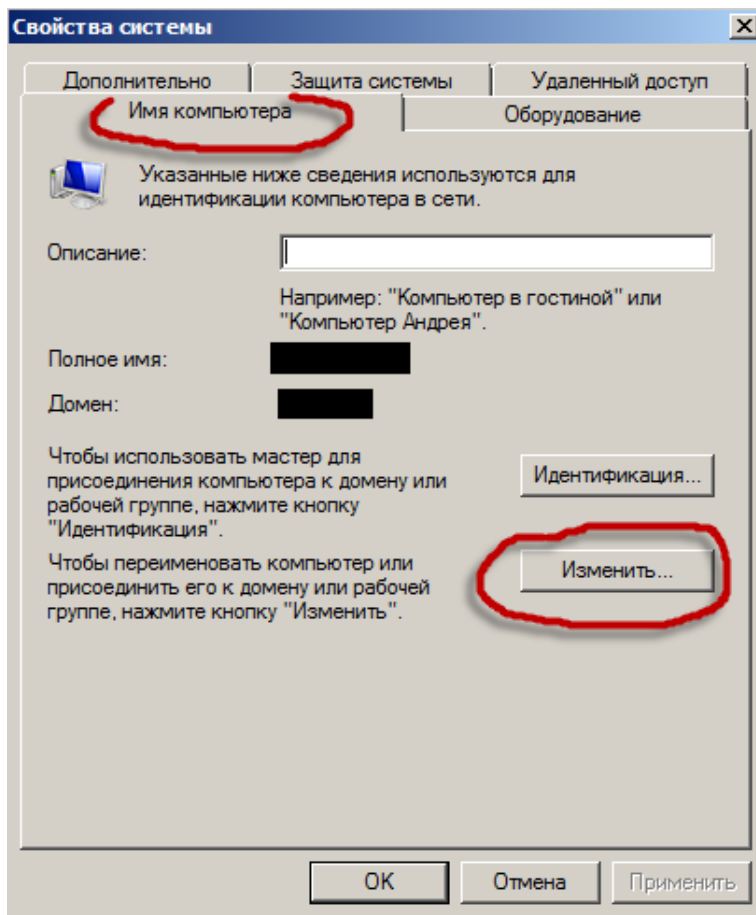 Свойства системы
Дополнительно
Защита системы
Удаленный доступ
Имя компьютера
Оборудование
Указанные ниже сведения используются для
идентификации компьютера в сети.
Описание:
Например: "Компьютер в гостиной" или
"Компьютер Андрея".
Полное имя:
Домен:
Чтобы использовать мастер для
присоединения компьютера к домену или
рабочей группе, нажмите кнопку
"Идентификация".
Идентификация...
Чтобы переименовать компьютер или
присоединить его к домену или рабочей
группе, нажмите кнопку "Изменить".
Изменить...
OK
Отмена
Применить